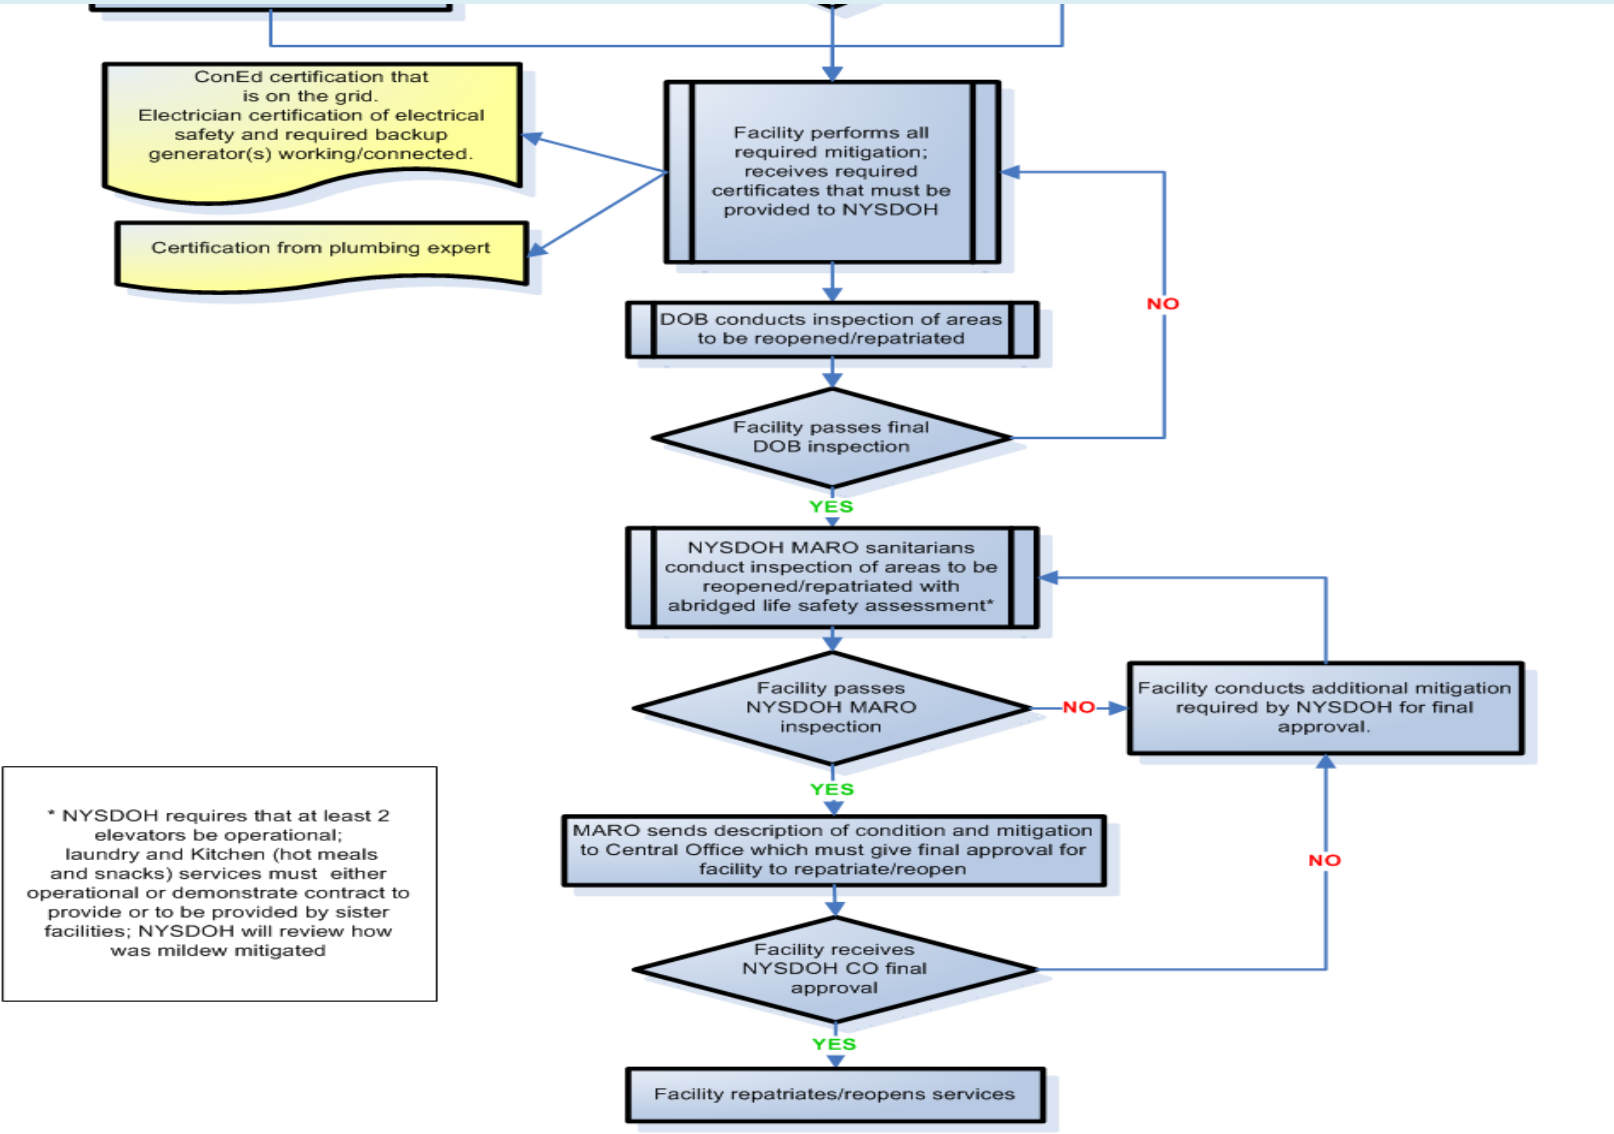 ConEd certification that
is on the grid.
Electrician certification of electrical
safety and required backup
generator(s) working/connected.
Certification from plumbing expert
Facility performs all
required mitigation;
receives required
certificates that must be
provided to NYSDOH
DOB conducts inspection of areas
to be reopened/repatriated
NO
Facility passes final
DOB inspection
YES
NYSDOH MARO sanitarians
conduct inspection of areas to be
reopened/repatriated with
abridged life safety assessment*
Facility passes
NYSDOH MARO
inspection
NO
Facility conducts additional mitigation
required by NYSDOH for final
approval.
YES
MARO sends description of condition and mitigation
to Central Office which must give final approval for
facility to repatriate/reopen
NO
Facility receives
NYSDOH CO final
approval
YES
Facility repatriates/reopens services
* NYSDOH requires that at least 2
elevators be operational;
laundry and Kitchen (hot meals
and snacks) services must either
operational or demonstrate contract to
provide or to be provided by sister
facilities; NYSDOH will review how
was mildew mitigated